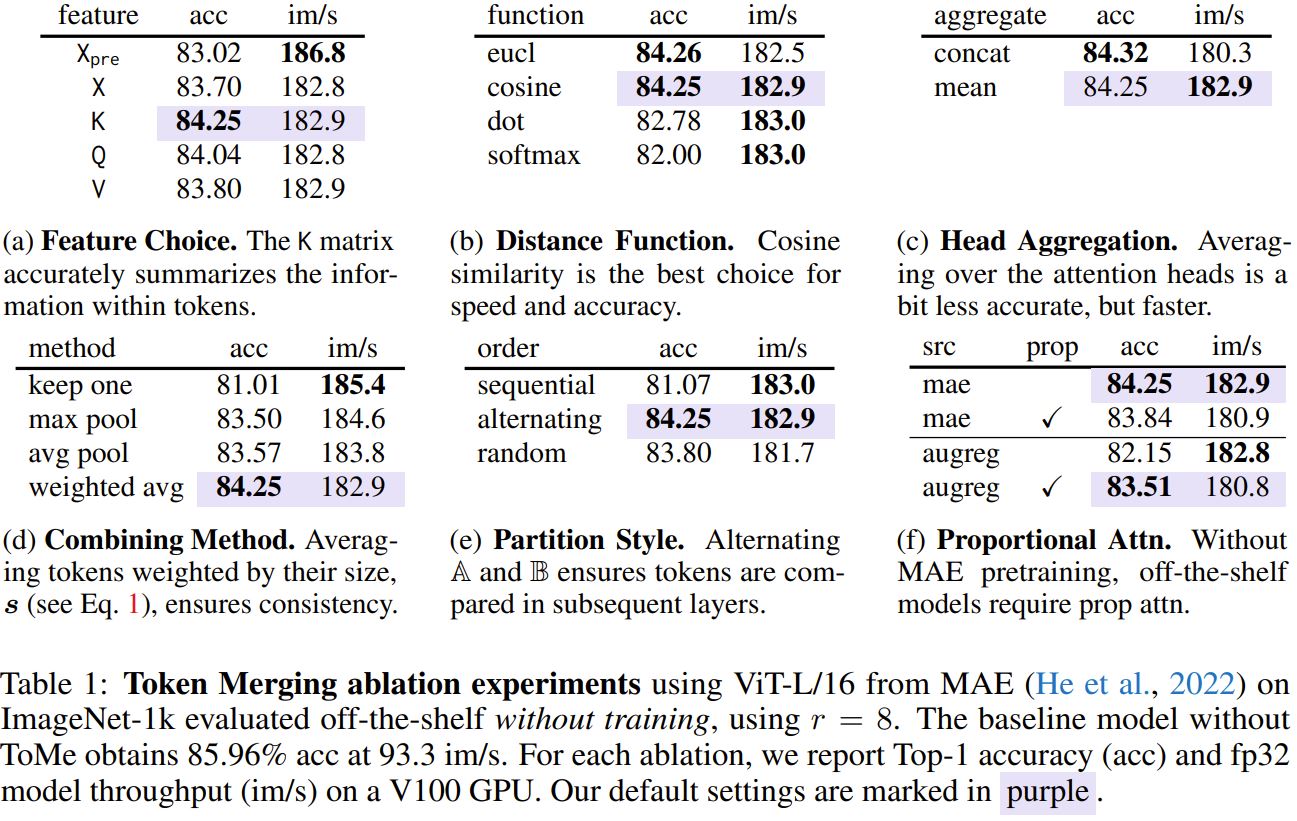 feature acc im/s
Xpre 83.02 186.8
X 83.70 182.8
K 84.25 182.9
Q 84.04 182.8
V 83.80 182.9
(a) Feature Choice. The K matrix
accurately summarizes the infor-
mation within tokens.
function acc im/s
eucl 84.26 182.5
cosine 84.25 182.9
dot 82.78 183.0
softmax 82.00 183.0
(b) Distance Function. Cosine
similarity is the best choice for
speed and accuracy.
aggregate acc im/s
concat 84.32 180.3
mean 84.25 182.9
(c) Head Aggregation. Averag-
ing over the attention heads is a
bit less accurate, but faster.
method acc im/s
keep one 81.01 185.4
max pool 83.50 184.6
avg pool 83.57 183.8
weighted avg 84.25 182.9
(d) Combining Method. Averag-
ing tokens weighted by their size,
s (see Eq. 1), ensures consistency.
order acc im/s
sequential 81.07 183.0
alternating 84.25 182.9
random 83.80 181.7
(e) Partition Style. Alternating
𝔸 and 𝔹 ensures tokens are com-
pared in subsequent layers.
src prop acc im/s
mae 84.25 182.9
mae ✓ 83.84 180.9
augreg 82.15 182.8
augreg ✓ 83.51 180.8
(f) Proportional Attn. Without
MAE pretraining, off-the-shelf
models require prop attn.
Table 1: Token Merging ablation experiments using ViT-L/16 from MAE (He et al., 2022) on
ImageNet-1k evaluated off-the-shelf without training, using r = 8. The baseline model without
ToMe obtains 85.96% acc at 93.3 im/s. For each ablation, we report Top-1 accuracy (acc) and fp32
model throughput (im/s) on a V100 GPU. Our default settings are marked in purple .